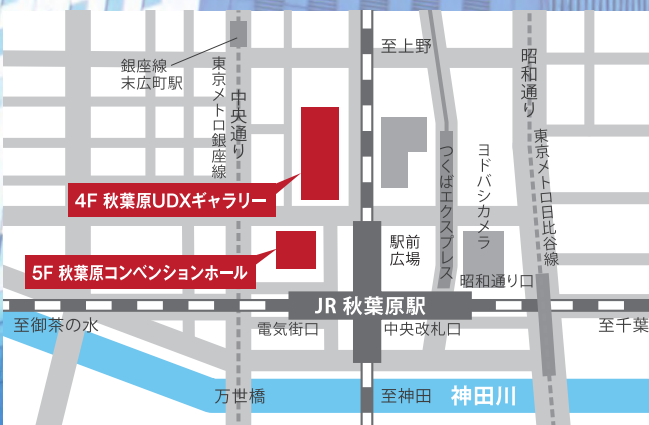 至上野
昭和通り
銀座線
末広町駅
東京メトロ銀座線
中央通り
つくばエクスプレス
ヨドバシカメラ
東京メトロ日比谷線
4F 秋葉原UDXギャラリー
駅前
広場
5F 秋葉原コンベンションホール
昭和通り口
JR 秋葉原駅
至御茶の水
電気街口
中央改札口
至千葉
万世橋
至神田
神田川